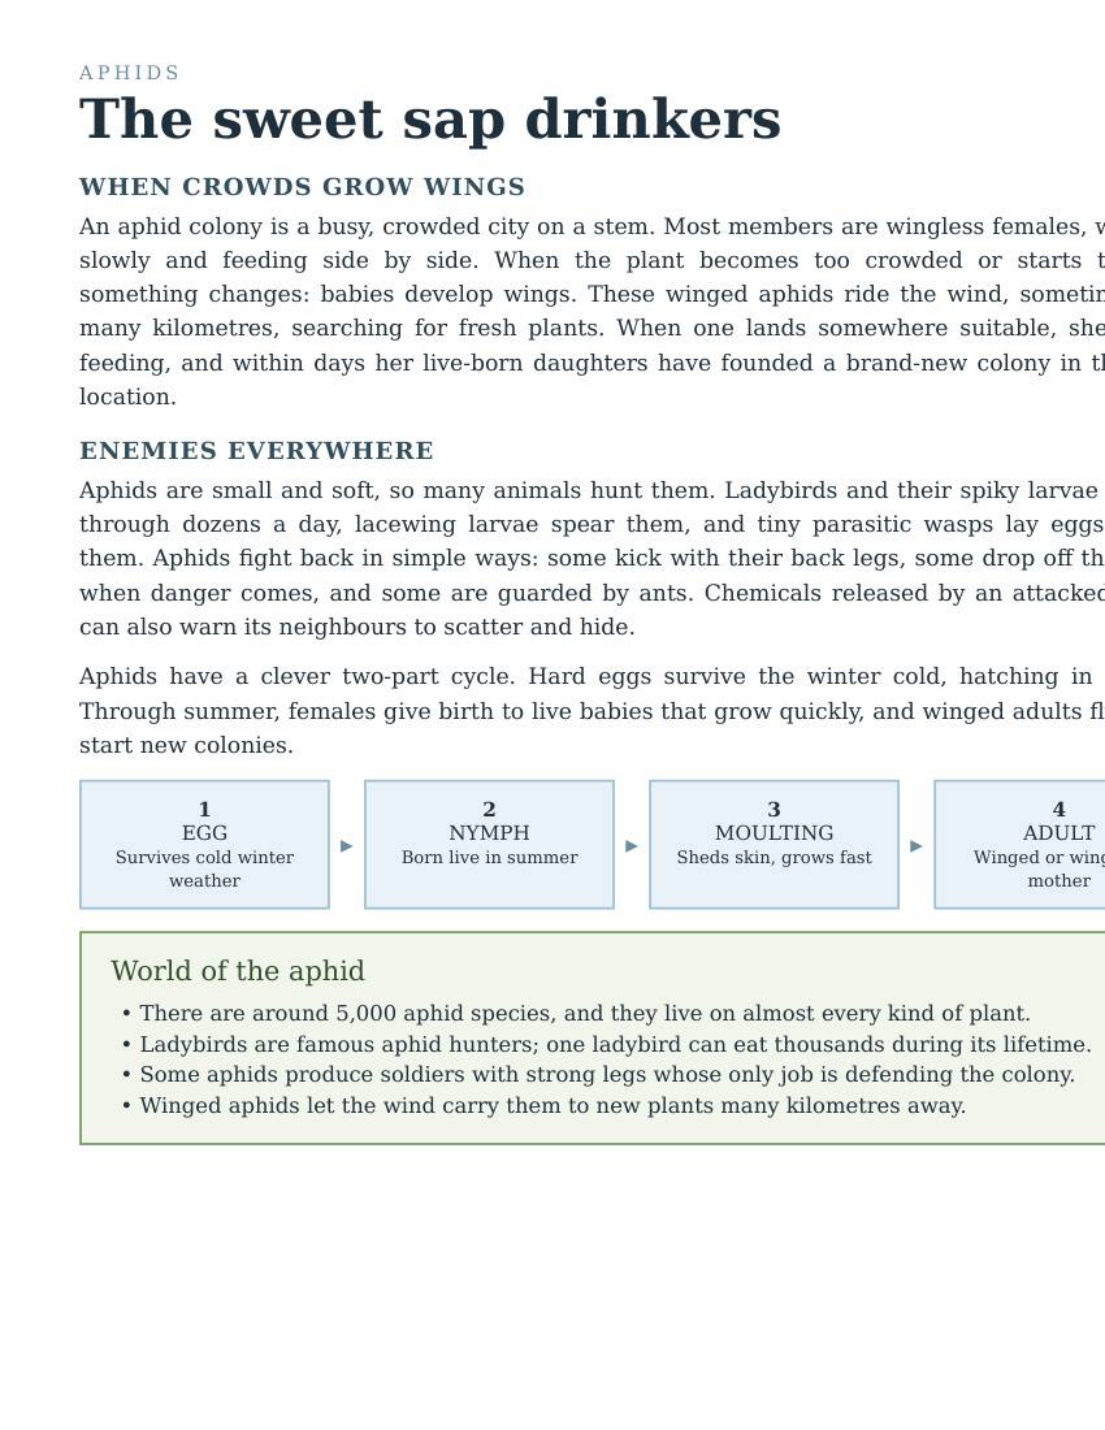 APHIDS
The sweet sap drinkers
WHEN CROWDS GROW WINGS
An aphid colony is a busy, crowded city on a stem. Most members are wingless females,
slowly and feeding side by side. When the plant becomes too crowded or starts
something changes: babies develop wings. These winged aphids ride the wind,
many kilometres, searching for fresh plants. When one lands somewhere suitable, she
feeding, and within days her live-born daughters have founded a brand-new colony in
location.
ENEMIES EVERYWHERE
Aphids are small and soft, so many animals hunt them. Ladybirds and their spiky larvae
through dozens a day, lacewing larvae spear them, and tiny parasitic wasps lay eggs
them. Aphids fight back in simple ways: some kick with their back legs, some drop off
when danger comes, and some are guarded by ants. Chemicals released by an attacked
can also warn its neighbours to scatter and hide.
Aphids have a clever two-part cycle. Hard eggs survive the winter cold, hatching in
Through summer, females give birth to live babies that grow quickly, and winged adults
start new colonies.
1
EGG
Survives cold winter
weather
▶
2
NYMPH
Born live in summer
▶
3
MOULTING
Sheds skin, grows fast
▶
4
ADULT
Winged or
mother
World of the aphid
• There are around 5,000 aphid species, and they live on almost every kind of plant.
• Ladybirds are famous aphid hunters; one ladybird can eat thousands during its lifetime.
• Some aphids produce soldiers with strong legs whose only job is defending the colony.
• Winged aphids let the wind carry them to new plants many kilometres away.